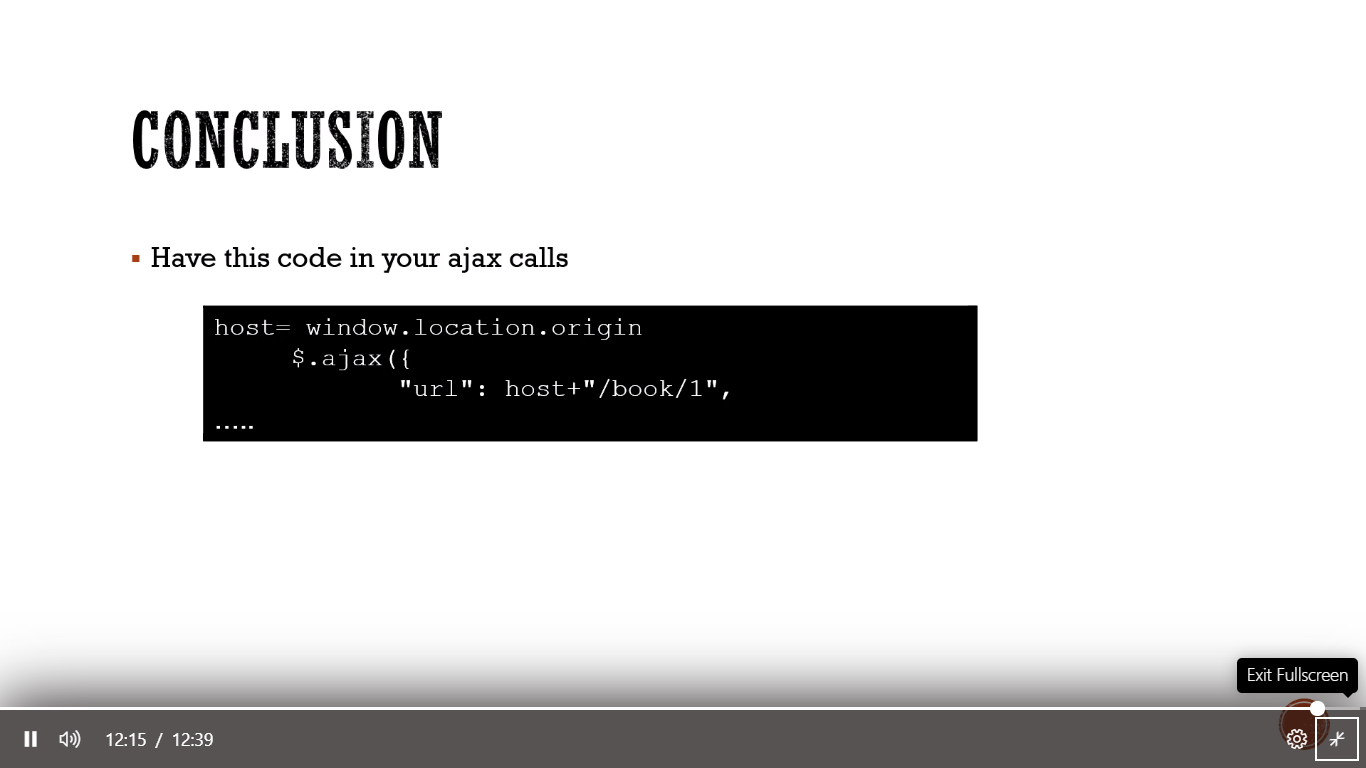 CONCLUSION
▪ Have this code in your ajax calls
host= window.location.origin
$.ajax({
"url": host+"/book/1",
.....
Exit Fullscreen
12:15 / 12:39